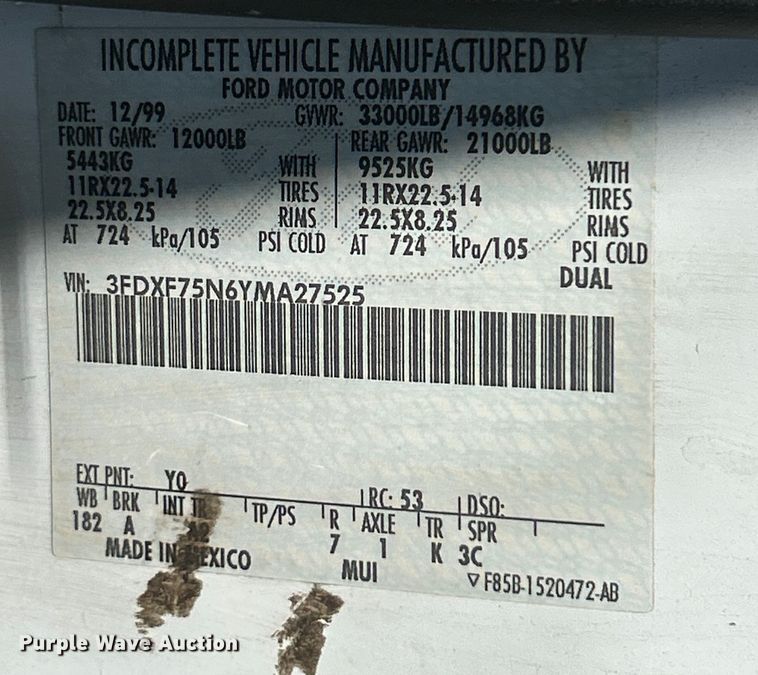 INCOMPLETE VEHICLE MANUFACTURED BY
FORD MOTOR COMPANY
DATE: 12/99 GVWR: 33000LB/14968KG
FRONT GAWR: 12000LB REAR GAWR: 21000LB
5443KG WITH 9525KG WITH
11RX22.5-14 TIRES 11RX22.5-14 TIRES
22.5X8.25 RIMS 22.5X8.25 RIMS
AT 724 kPa/105 PSI COLD AT 724 kPa/105 PSI COLD
DUAL
VIN: 3FDXF75N6YMA27525
EXT PNT: YO RC: 53 DSO:
WB BRK INT TR TP/PS R AXLE TR SPR
182 A 7 1 K 3C
MADE IN MEXICO MUI ▽F85B-1520472-AB
Purple Wave Auction